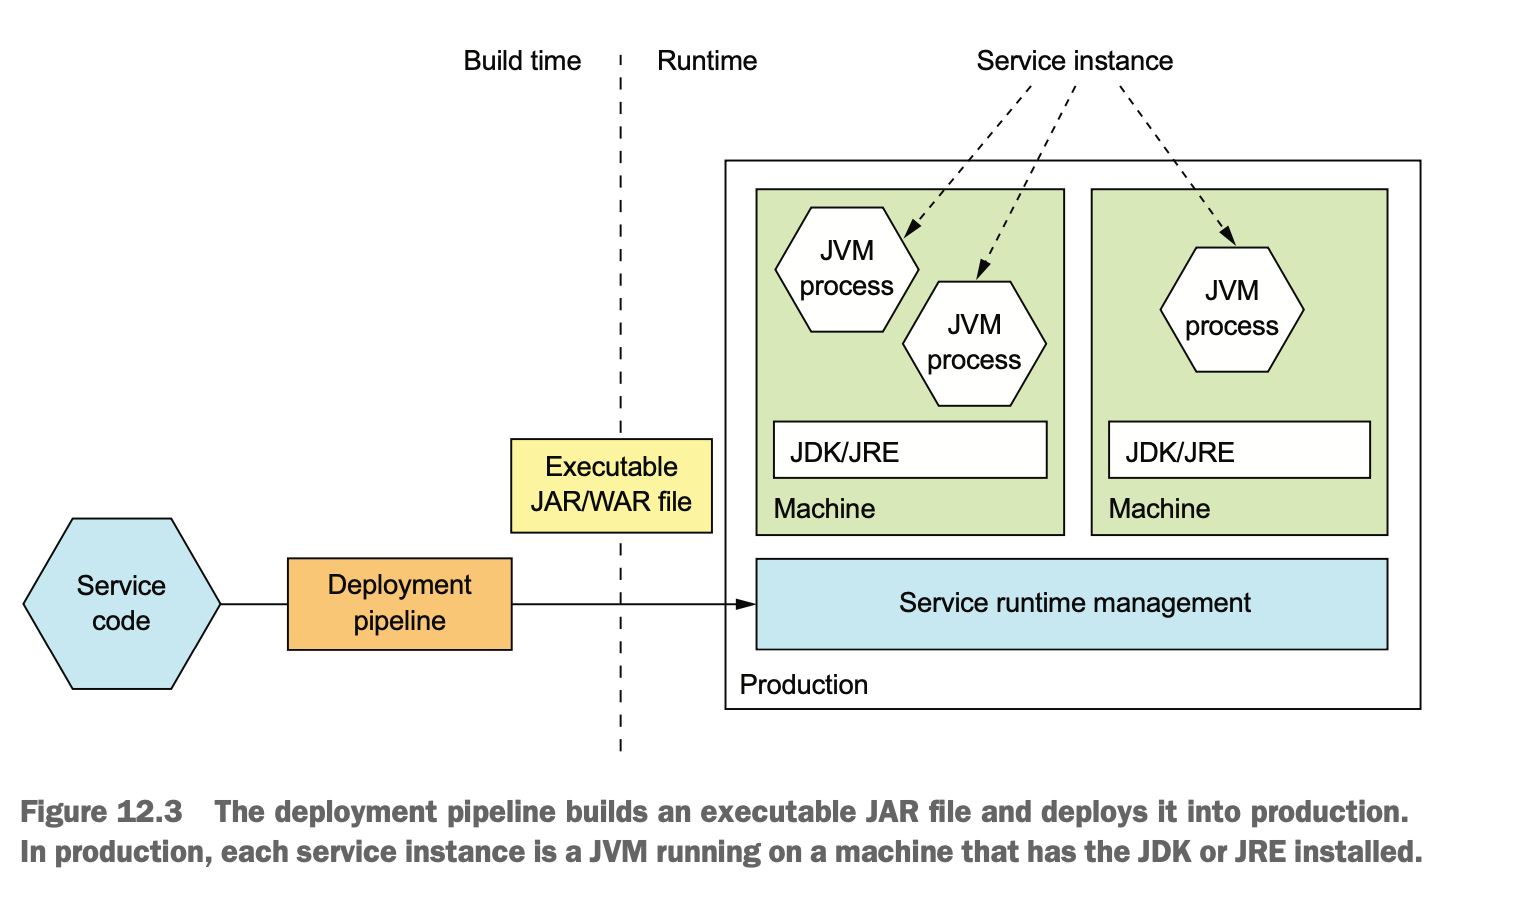 Build time
Runtime
Service instance
JVM
process
JVM
process
JVM
process
JDK/JRE
JDK/JRE
Machine
Machine
Executable
JAR/WAR file
Service
code
Deployment
pipeline
Service runtime management
Production
Figure 12.3 The deployment pipeline builds an executable JAR file and deploys it into production.
In production, each service instance is a JVM running on a machine that has the JDK or JRE installed.